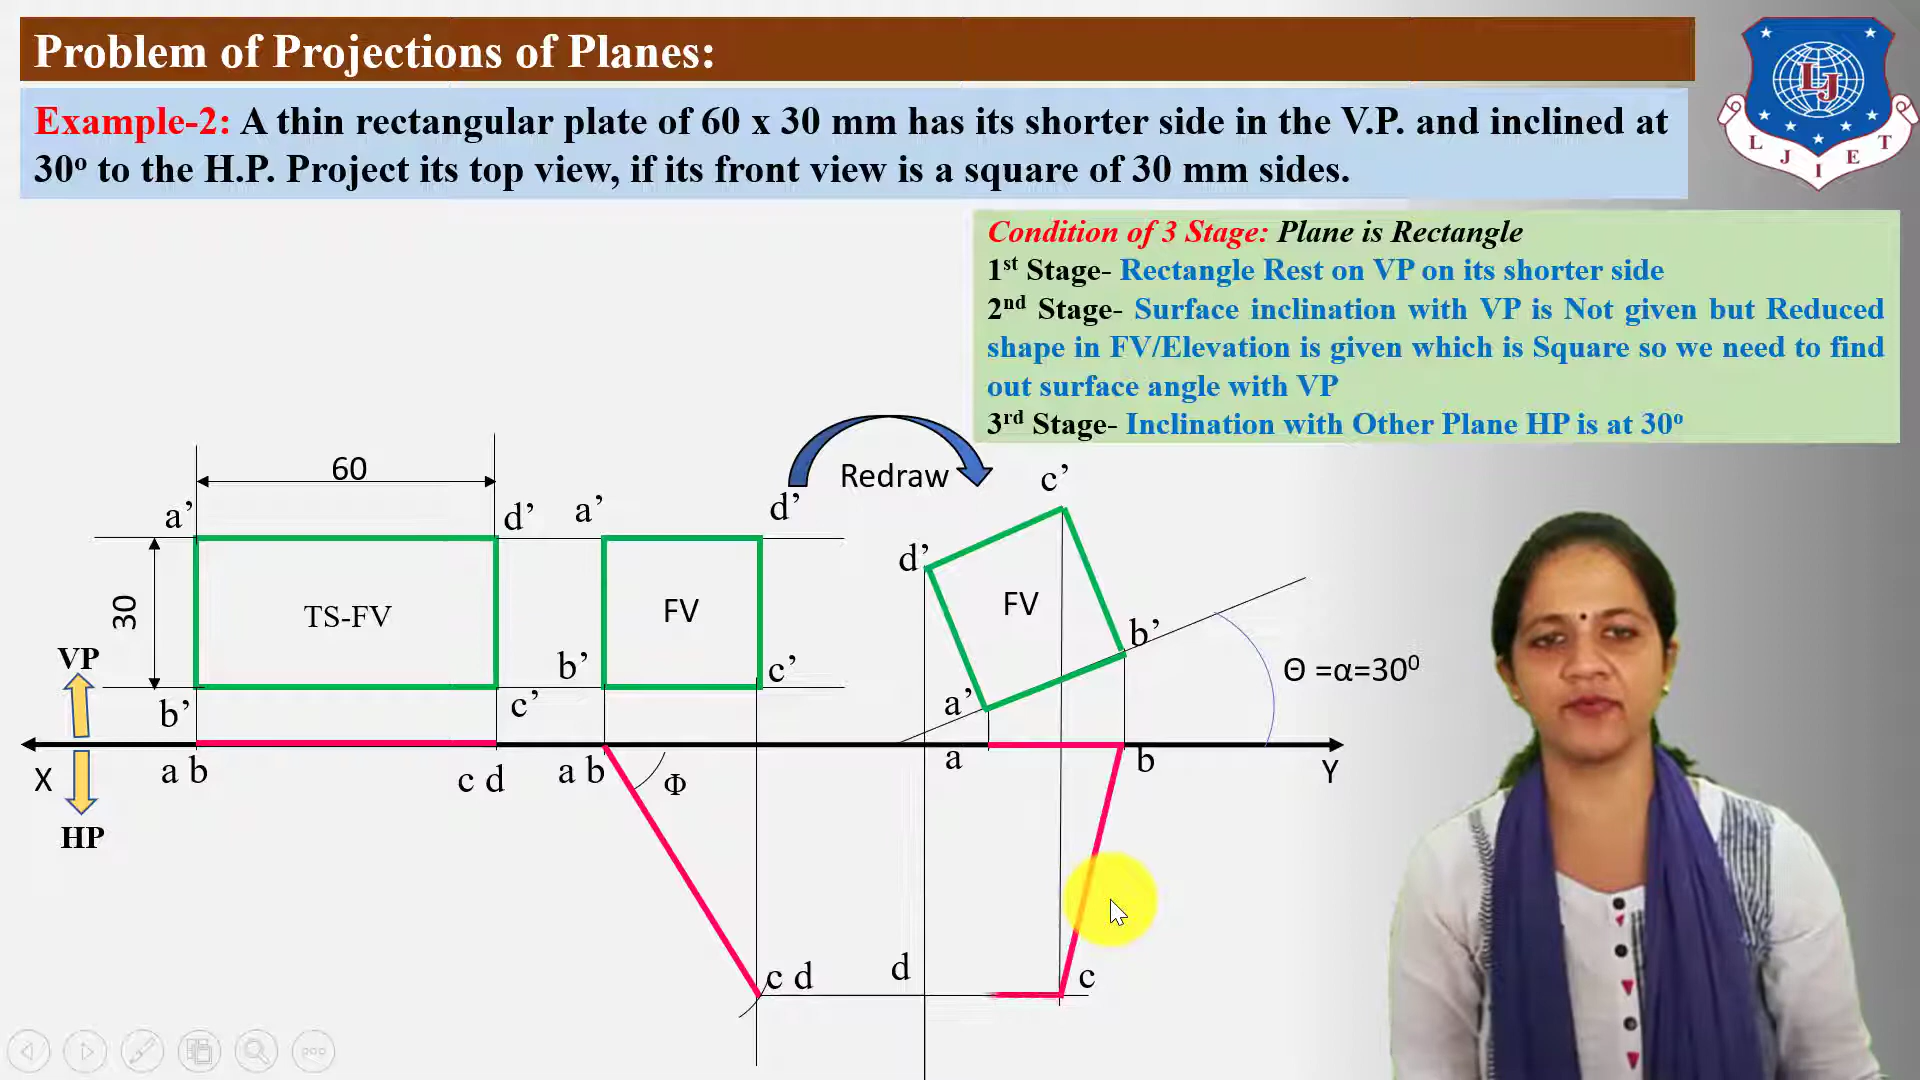 Problem of Projections of Planes:
Example-2: A thin rectangular plate of 60 x 30 mm has its shorter side in the V.P. and inclined at
30º to the H.P. Project its top view, if its front view is a square of 30 mm sides.
LJ
L J I E T
Condition of 3 Stage: Plane is Rectangle
1st Stage- Rectangle Rest on VP on its shorter side
2nd Stage- Surface inclination with VP is Not given but Reduced
shape in FV/Elevation is given which is Square so we need to find
out surface angle with VP
3rd Stage- Inclination with Other Plane HP is at 30º
60
Redraw
c’
a’
d’
a’
d’
d’
30
TS-FV
FV
FV
b’
Θ =α=30⁰
VP
b’
c’
b’
c’
a’
X
a b
c d
a b
Φ
a
b
Y
HP
c d
d
c